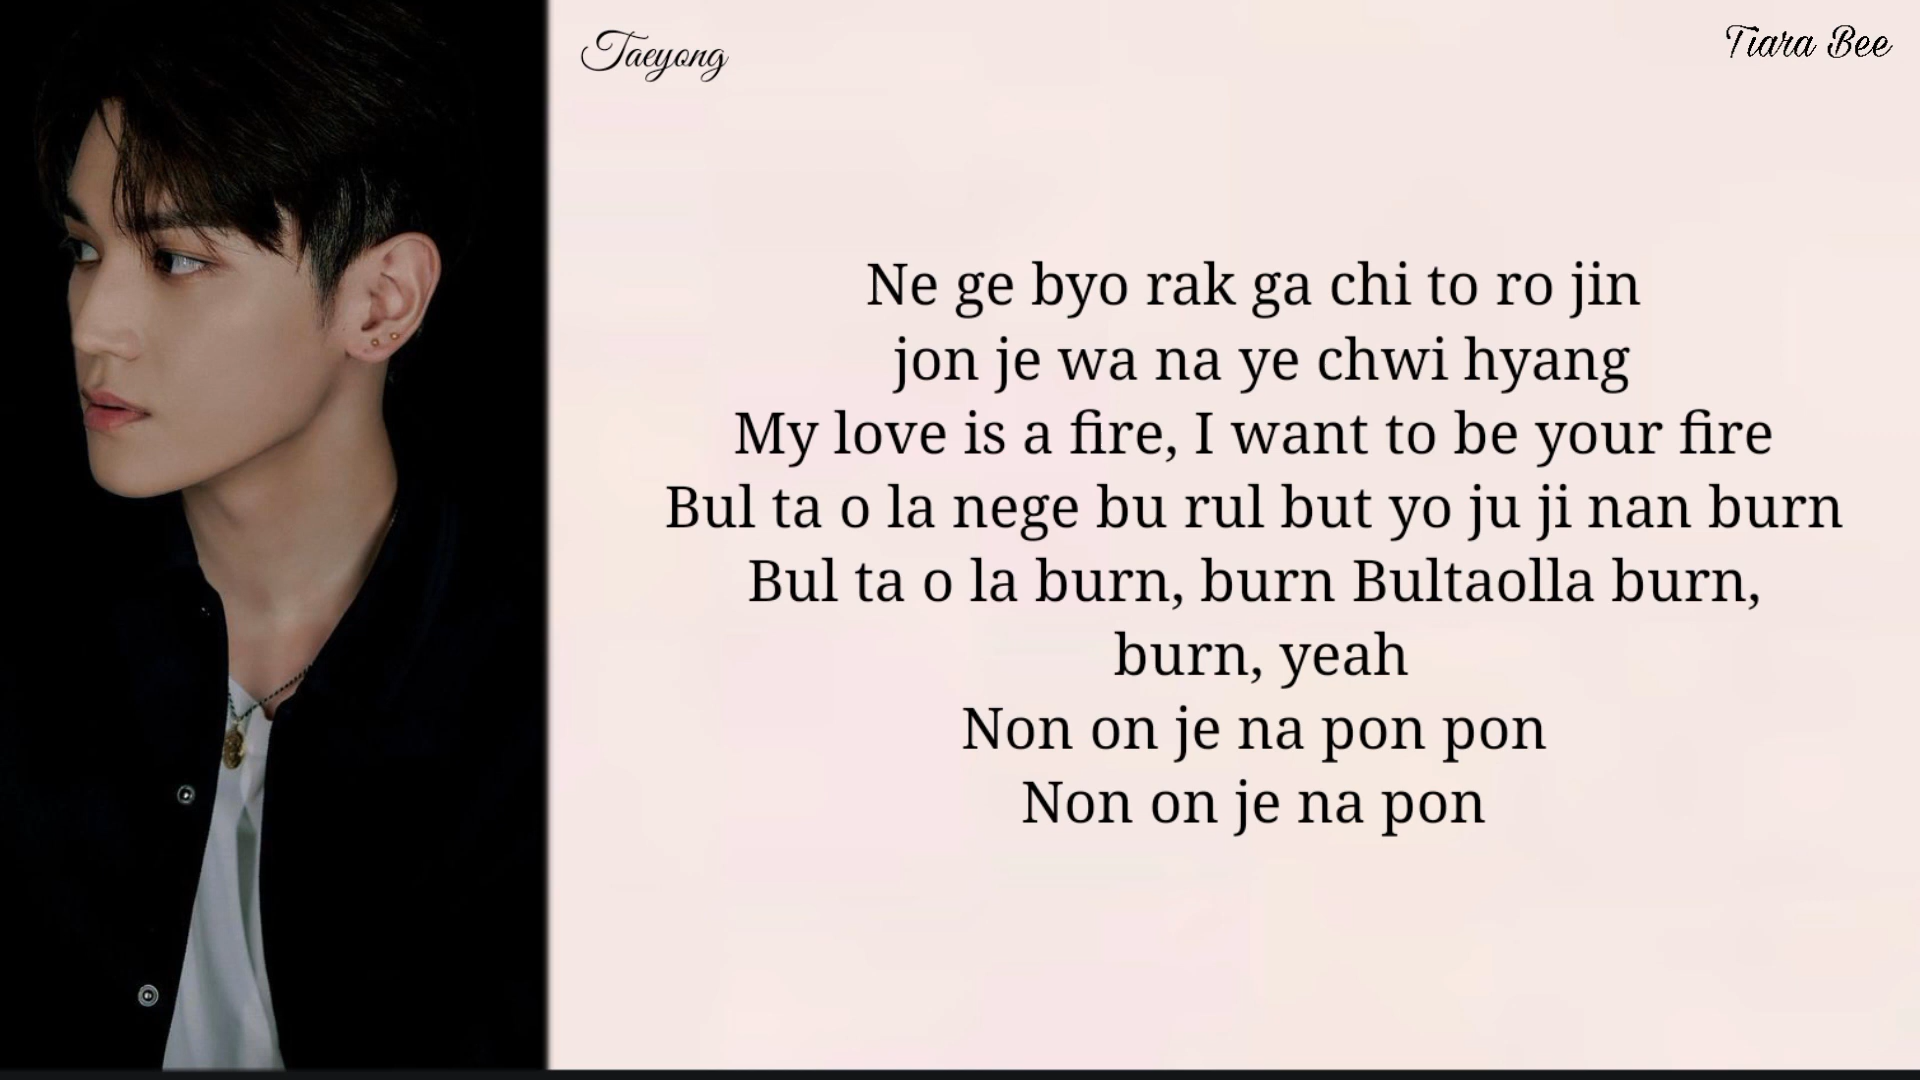 Taeyong
Tiara Bee
Ne ge byo rak ga chi to ro jin
jon je wa na ye chwi hyang
My love is a fire, I want to be your fire
Bul ta o la nege bu rul but yo ju ji nan burn
Bul ta o la burn, burn Bultaolla burn,
burn, yeah
Non on je na pon pon
Non on je na pon